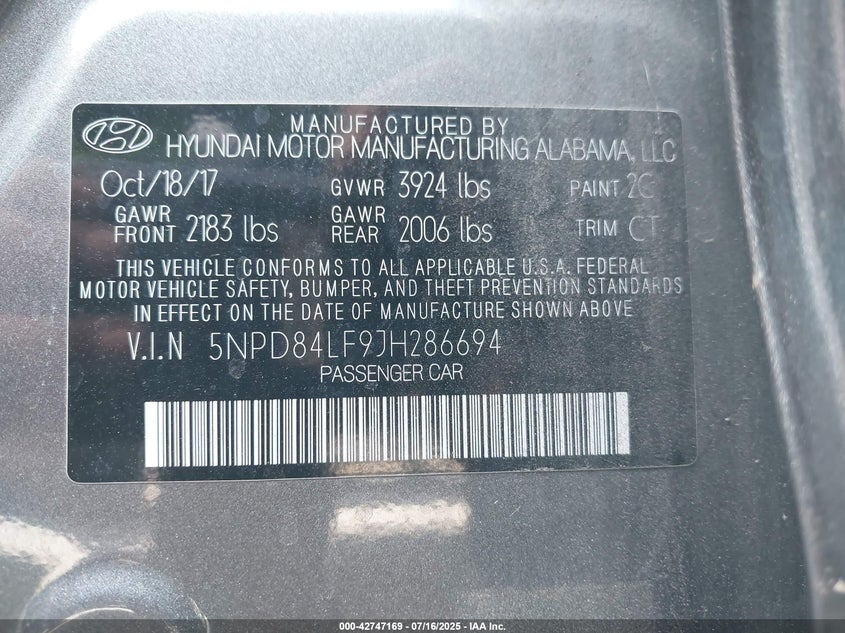 MANUFACTURED BY
HYUNDAI MOTOR MANUFACTURING ALABAMA, LLC
Oct/18/17 GVWR 3924 lbs PAINT 2C
GAWR FRONT 2183 lbs GAWR REAR 2006 lbs TRIM CT
THIS VEHICLE CONFORMS TO ALL APPLICABLE U.S.A. FEDERAL
MOTOR VEHICLE SAFETY, BUMPER, AND THEFT PREVENTION STANDARDS
IN EFFECT ON THE DATE OF MANUFACTURE SHOWN ABOVE
V.I.N 5NPD84LF9JH286694
PASSENGER CAR
000-42747169 | 07/16/2025 | IAA Inc.